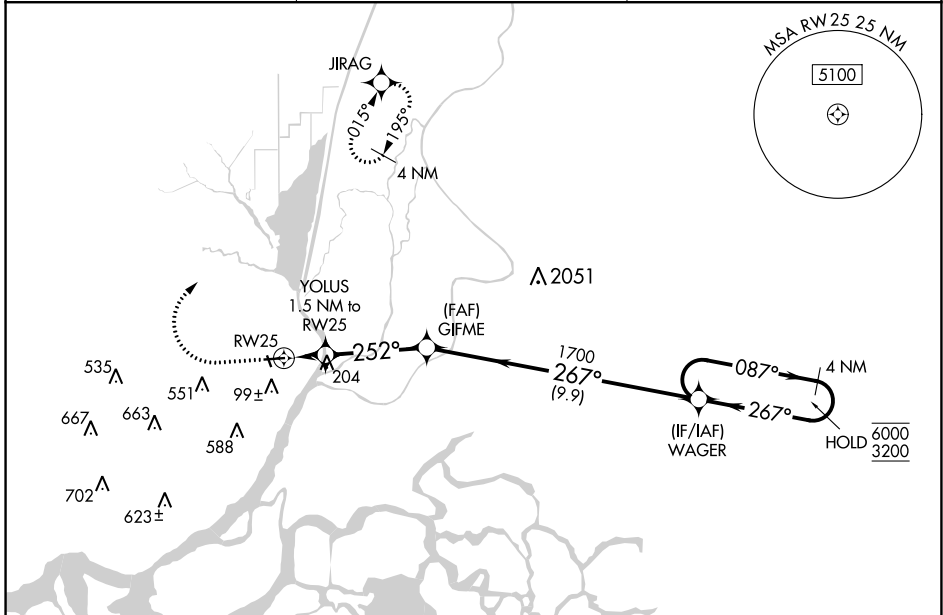 MSA RW25 25 NM
5100
JIRAG
015°
195°
4 NM
2051
YOLUS
1.5 NM to
RW25
(FAF)
GIFME
RW25
252°
204
1700
267°
(9.9)
087°
4 NM
267°
(IF/IAF)
WAGER
HOLD
6000
3200
535
551
99±
667
663
588
702
623±